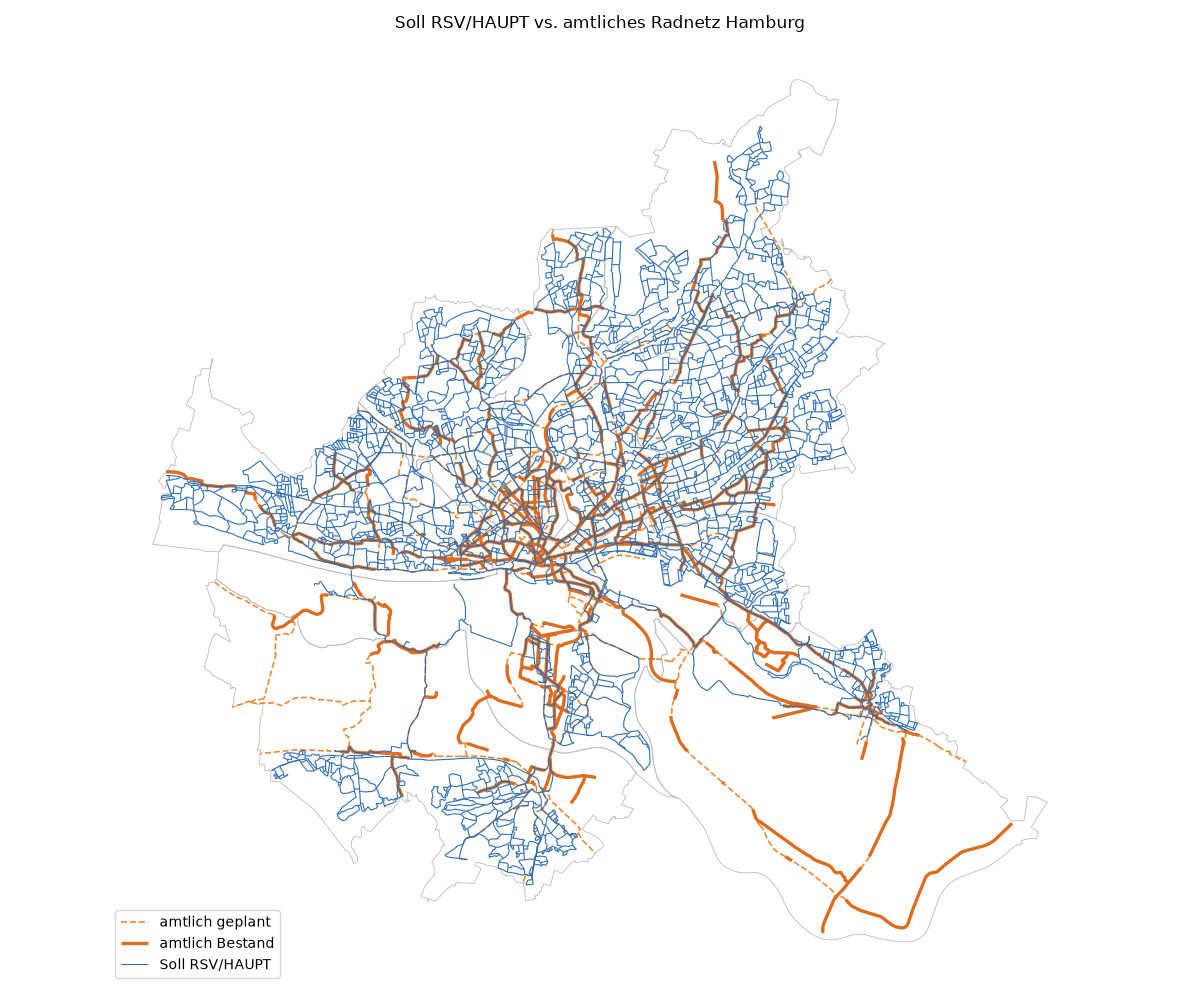 Soll RSV/HAUPT vs. amtliches Radnetz Hamburg
amtlich geplant
amtlich Bestand
Soll RSV/HAUPT